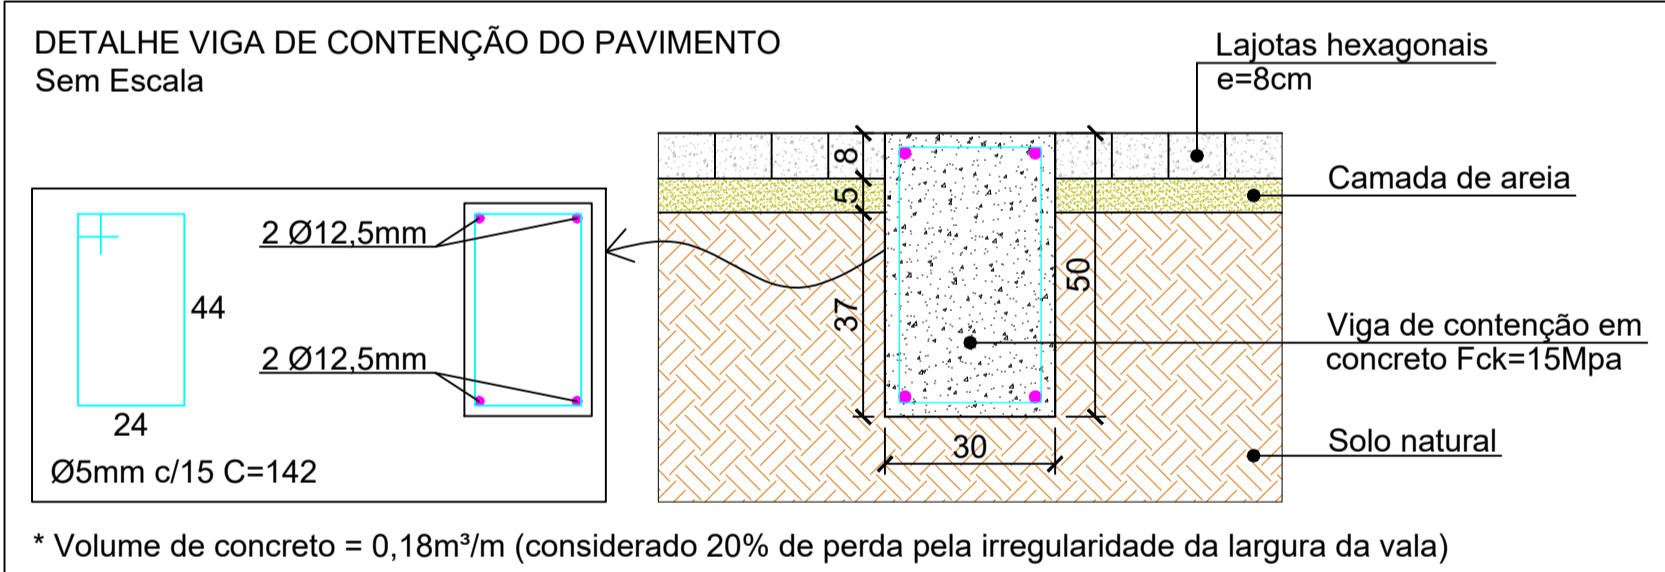 DETALHE VIGA DE CONTENÇÃO DO PAVIMENTO
Sem Escala
Lajotas hexagonais
e=8cm
Camada de areia
8
5
37
50
30
Viga de contenção em
concreto Fck=15Mpa
Solo natural
2 Ø12,5mm
44
2 Ø12,5mm
24
Ø5mm c/15 C=142
* Volume de concreto = 0,18m³/m (considerado 20% de perda pela irregularidade da largura da vala)